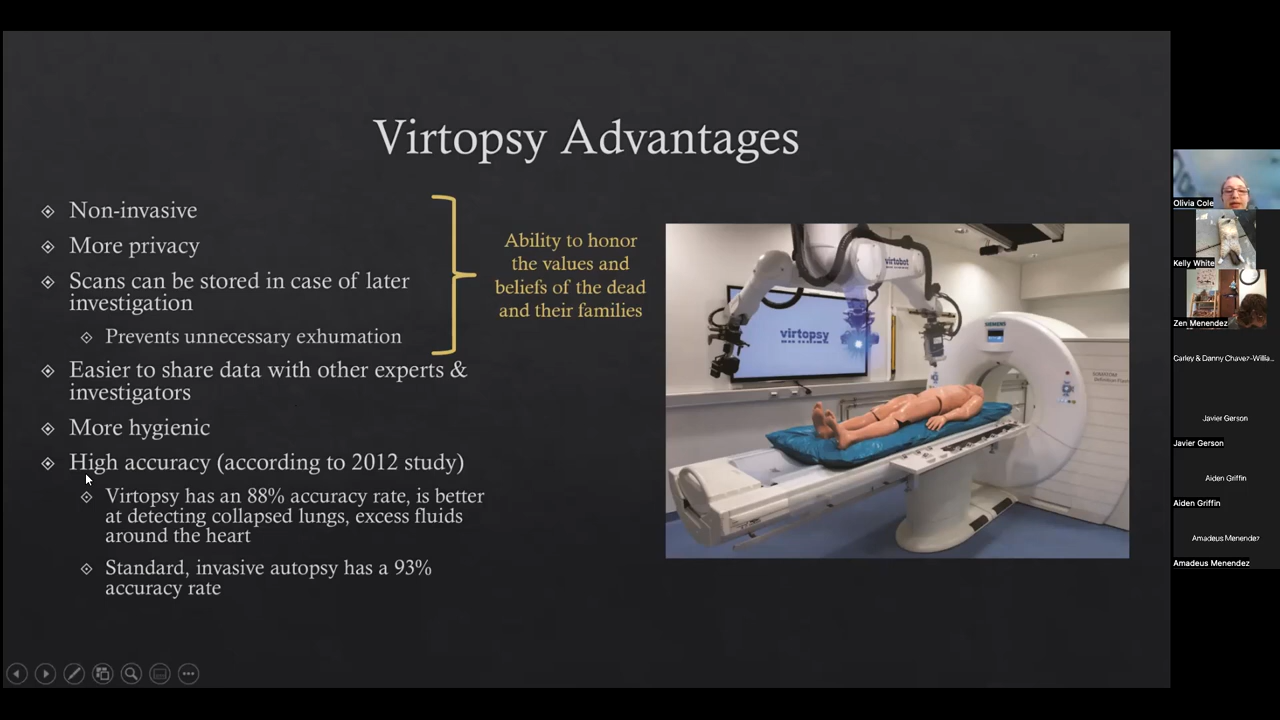 Virtopsy Advantages
Non-invasive
More privacy
Scans can be stored in case of later
investigation
Prevents unnecessary exhumation
Easier to share data with other experts &
investigators
More hygienic
High accuracy (according to 2012 study)
Virtopsy has an 88% accuracy rate, is better
at detecting collapsed lungs, excess fluids
around the heart
Standard, invasive autopsy has a 93%
accuracy rate
Ability to honor
the values and
beliefs of the dead
and their families
virtobot
virtopsy
SIEMENS
Olivia Cole
Kelly White
Zen Menendez
Carley & Danny Chavez-Willia...
Javier Gerson
Javier Gerson
Aiden Griffin
Aiden Griffin
Amadeus Menendez
Amadeus Menendez